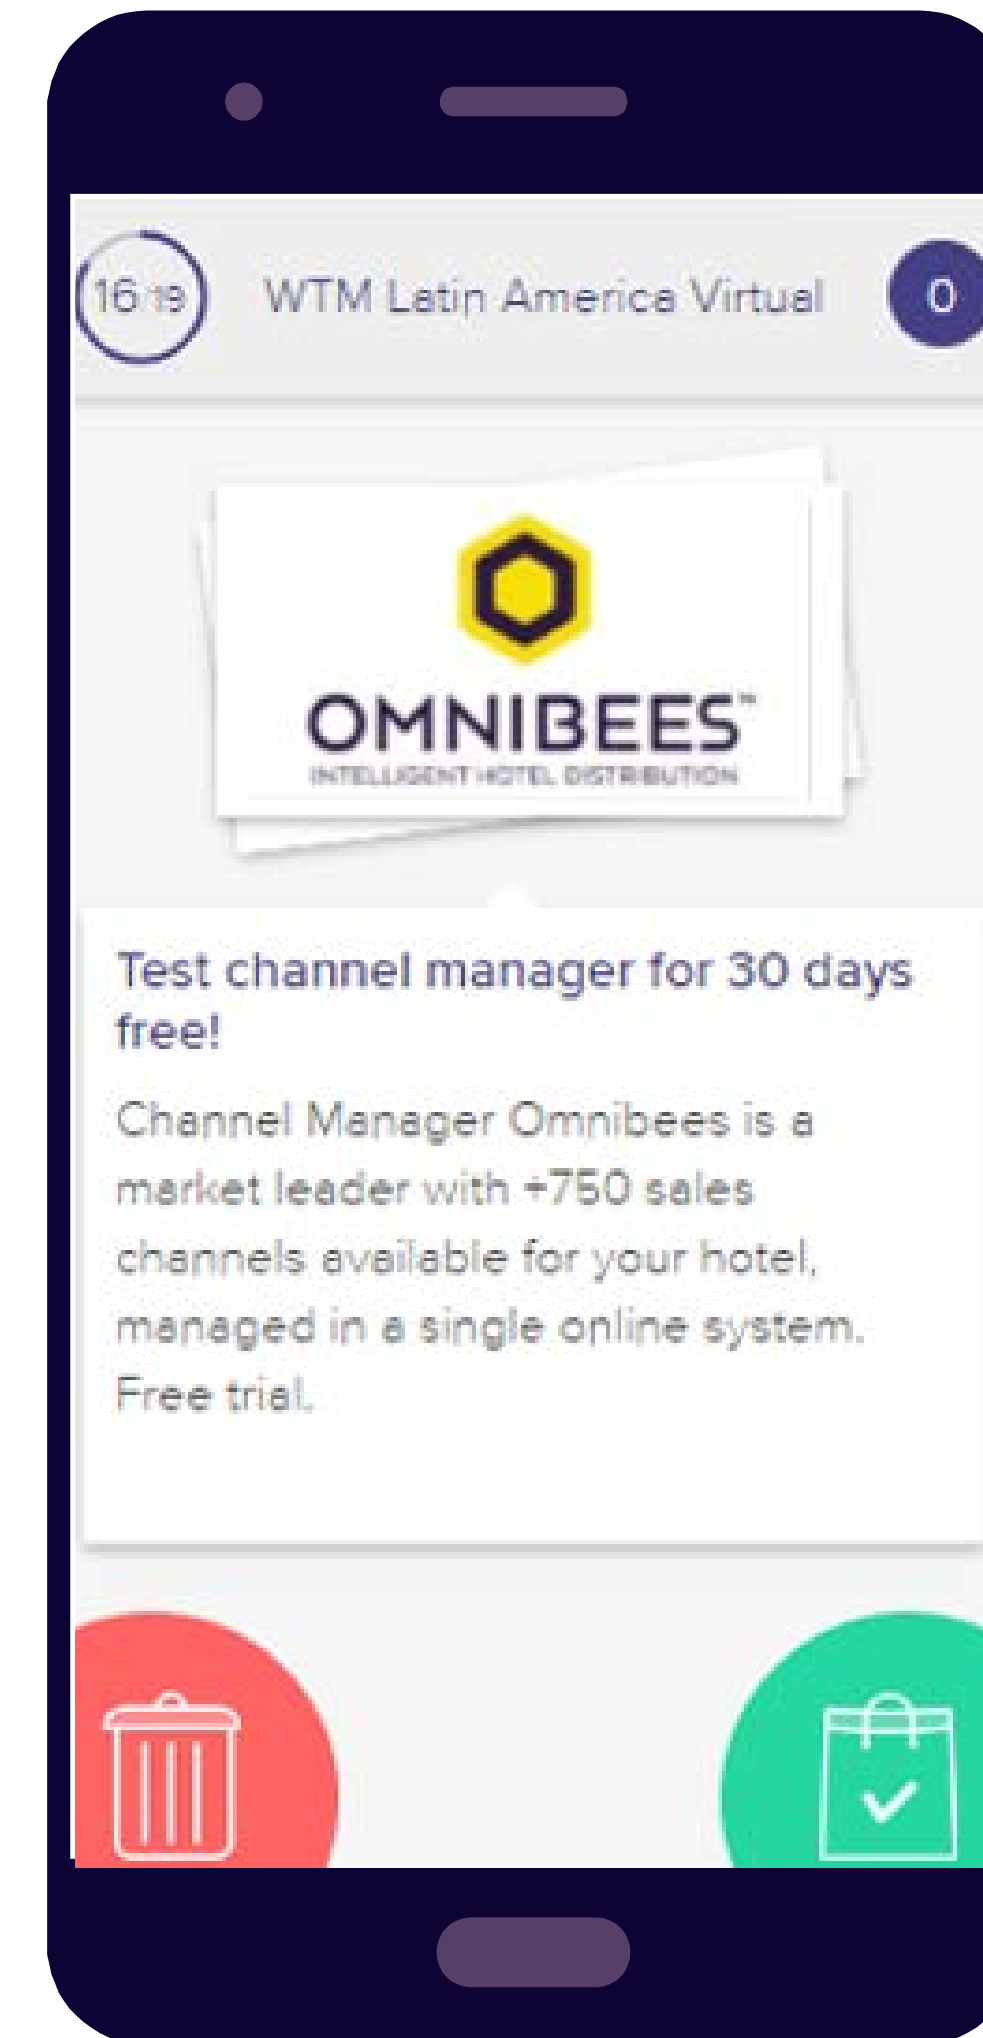 16:19 WTM Latin America Virtual 0
OMNIBEES™
INTELLIGENT HOTEL DISTRIBUTION
Test channel manager for 30 days
free!
Channel Manager Omnibees is a
market leader with +750 sales
channels available for your hotel,
managed in a single online system.
Free trial.